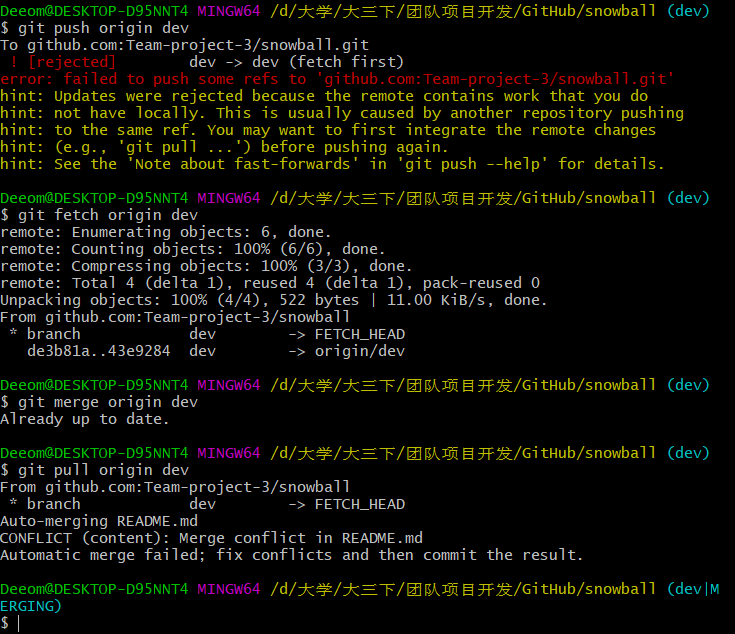 Deeom@DESKTOP-D95NNT4 MINGW64 /d/大学/大三下/团队项目开发/GitHub/snowball (dev)
$ git push origin dev
To github.com:Team-project-3/snowball.git
 ! [rejected]        dev -> dev (fetch first)
error: failed to push some refs to 'github.com:Team-project-3/snowball.git'
hint: Updates were rejected because the remote contains work that you do
hint: not have locally. This is usually caused by another repository pushing
hint: to the same ref. You may want to first integrate the remote changes
hint: (e.g., 'git pull ...') before pushing again.
hint: See the 'Note about fast-forwards' in 'git push --help' for details.
Deeom@DESKTOP-D95NNT4 MINGW64 /d/大学/大三下/团队项目开发/GitHub/snowball (dev)
$ git fetch origin dev
remote: Enumerating objects: 6, done.
remote: Counting objects: 100% (6/6), done.
remote: Compressing objects: 100% (3/3), done.
remote: Total 4 (delta 1), reused 4 (delta 1), pack-reused 0
Unpacking objects: 100% (4/4), 522 bytes | 11.00 KiB/s, done.
From github.com:Team-project-3/snowball
 * branch            dev        -> FETCH_HEAD
   de3b81a..43e9284  dev        -> origin/dev
Deeom@DESKTOP-D95NNT4 MINGW64 /d/大学/大三下/团队项目开发/GitHub/snowball (dev)
$ git merge origin dev
Already up to date.
Deeom@DESKTOP-D95NNT4 MINGW64 /d/大学/大三下/团队项目开发/GitHub/snowball (dev)
$ git pull origin dev
From github.com:Team-project-3/snowball
 * branch            dev        -> FETCH_HEAD
Auto-merging README.md
CONFLICT (content): Merge conflict in README.md
Automatic merge failed; fix conflicts and then commit the result.
Deeom@DESKTOP-D95NNT4 MINGW64 /d/大学/大三下/团队项目开发/GitHub/snowball (dev|M
ERGING)
$